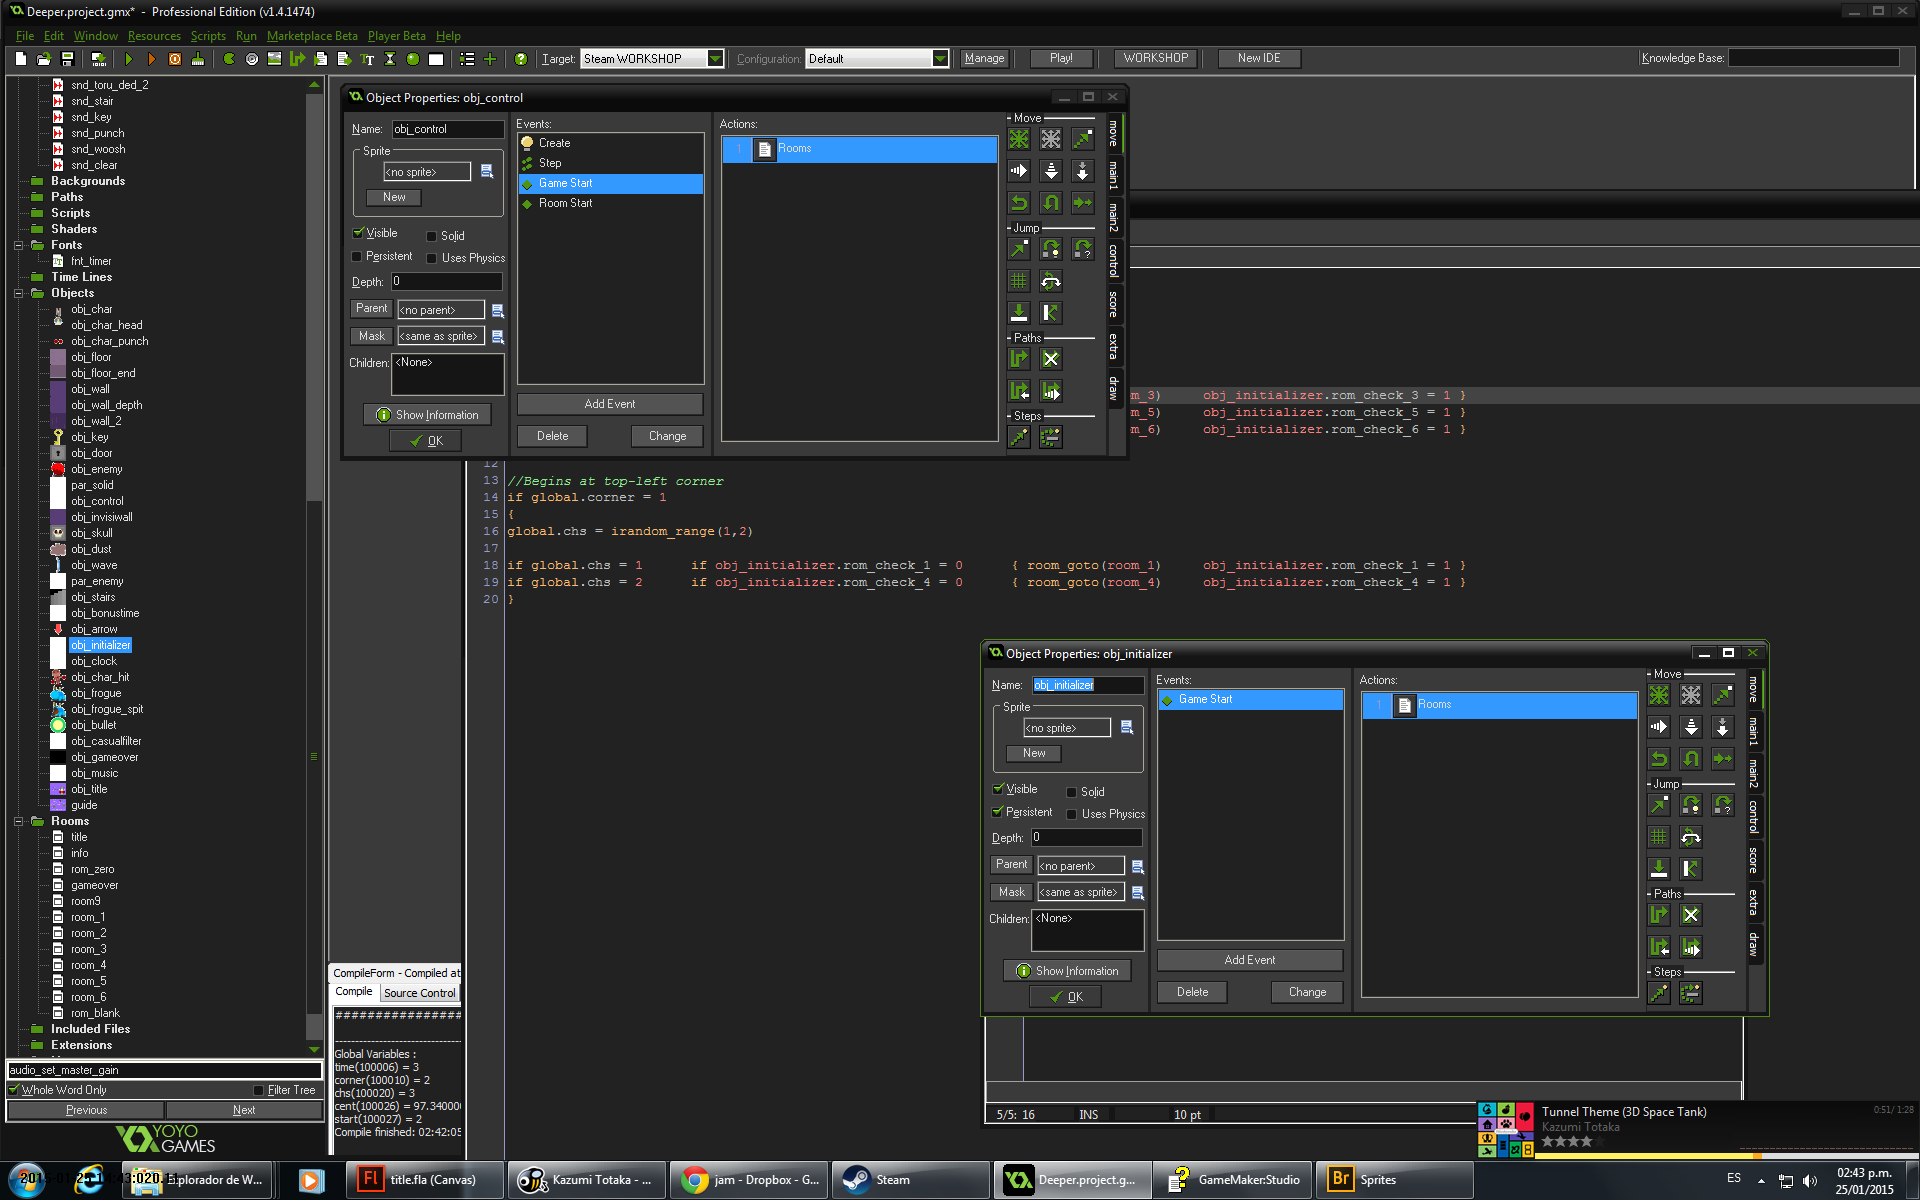 Deeper.project.gmx* - Professional Edition (v1.4.1474)
File Edit Window Resources Scripts Run Marketplace Beta Player Beta Help
Target: Steam WORKSHOP Configuration: Default Manage Play! WORKSHOP New IDE Knowledge Base:
snd_toru_ded_2
snd_stair
snd_key
snd_punch
snd_woosh
snd_clear
Backgrounds
Paths
Scripts
Shaders
Fonts
fnt_timer
Time Lines
Objects
obj_char
obj_char_head
obj_char_punch
obj_floor
obj_floor_end
obj_wall
obj_wall_depth
obj_wall_2
obj_key
obj_door
obj_enemy
par_solid
obj_control
obj_invisiwall
obj_skull
obj_dust
obj_wave
par_enemy
obj_stairs
obj_bonustime
obj_arrow
obj_initializer
obj_clock
obj_char_hit
obj_frogue
obj_frogue_spit
obj_bullet
obj_casualfilter
obj_gameover
obj_music
obj_title
guide
Rooms
title
info
rom_zero
gameover
room9
room_1
room_2
room_3
room_4
room_5
room_6
rom_blank
Included Files
Extensions
audio_set_master_gain
Whole Word Only Filter Tree
Previous Next
YOYO
GAMES
Object Properties: obj_control
Name: obj_control
Sprite
<no sprite>
New
Visible Solid
Persistent Uses Physics
Depth: 0
Parent <no parent>
Mask <same as sprite>
Children: <None>
Show Information
OK
Events:
Create
Step
Game Start
Room Start
Add Event
Delete Change
Actions:
1 Rooms
Move
Jump
Paths
Steps
move
main1
main2
control
score
extra
draw
m_3) obj_initializer.rom_check_3 = 1 }
m_5) obj_initializer.rom_check_5 = 1 }
m_6) obj_initializer.rom_check_6 = 1 }
12
13 //Begins at top-left corner
14 if global.corner = 1
15 {
16 global.chs = irandom_range(1,2)
17
18 if global.chs = 1 if obj_initializer.rom_check_1 = 0 { room_goto(room_1) obj_initializer.rom_check_1 = 1 }
19 if global.chs = 2 if obj_initializer.rom_check_4 = 0 { room_goto(room_4) obj_initializer.rom_check_4 = 1 }
20 }
Object Properties: obj_initializer
Name: obj_initializer
Sprite
<no sprite>
New
Visible Solid
Persistent Uses Physics
Depth: 0
Parent <no parent>
Mask <same as sprite>
Children: <None>
Show Information
OK
Events:
Game Start
Add Event
Delete Change
Actions:
1 Rooms
Move
Jump
Paths
Steps
move
main1
main2
control
score
extra
draw
CompileForm - Compiled at
Compile Source Control
################
Global Variables :
time(100006) = 3
corner(100010) = 2
chs(100020) = 3
cent(100026) = 97.34000
start(100027) = 2
Compile finished: 02:42:05
5/5: 16 INS 10 pt
Tunnel Theme (3D Space Tank) 0:51/ 1:28
Kazumi Totaka
Explorador de W...
title.fla (Canvas)
Kazumi Totaka - ...
jam - Dropbox - G...
Steam
Deeper.project.g...
GameMaker:Studio
Sprites
ES
02:43 p.m.
25/01/2015